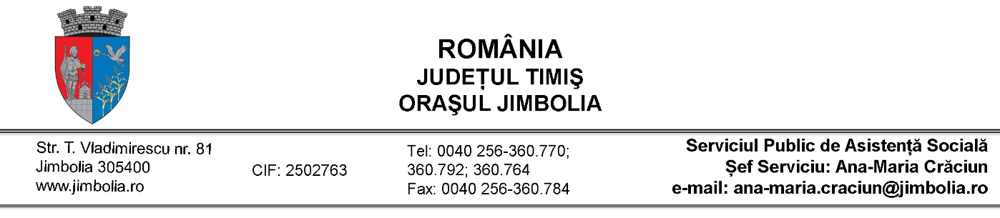 ROMÂNIA
JUDEȚUL TIMIŞ
ORAŞUL JIMBOLIA
Str. T. Vladimirescu nr. 81
Jimbolia 305400
www.jimbolia.ro
CIF: 2502763
Tel: 0040 256-360.770;
360.792; 360.764
Fax: 0040 256-360.784
Serviciul Public de Asistență Socială
Șef Serviciu: Ana-Maria Crăciun
e-mail: ana-maria.craciun@jimbolia.ro